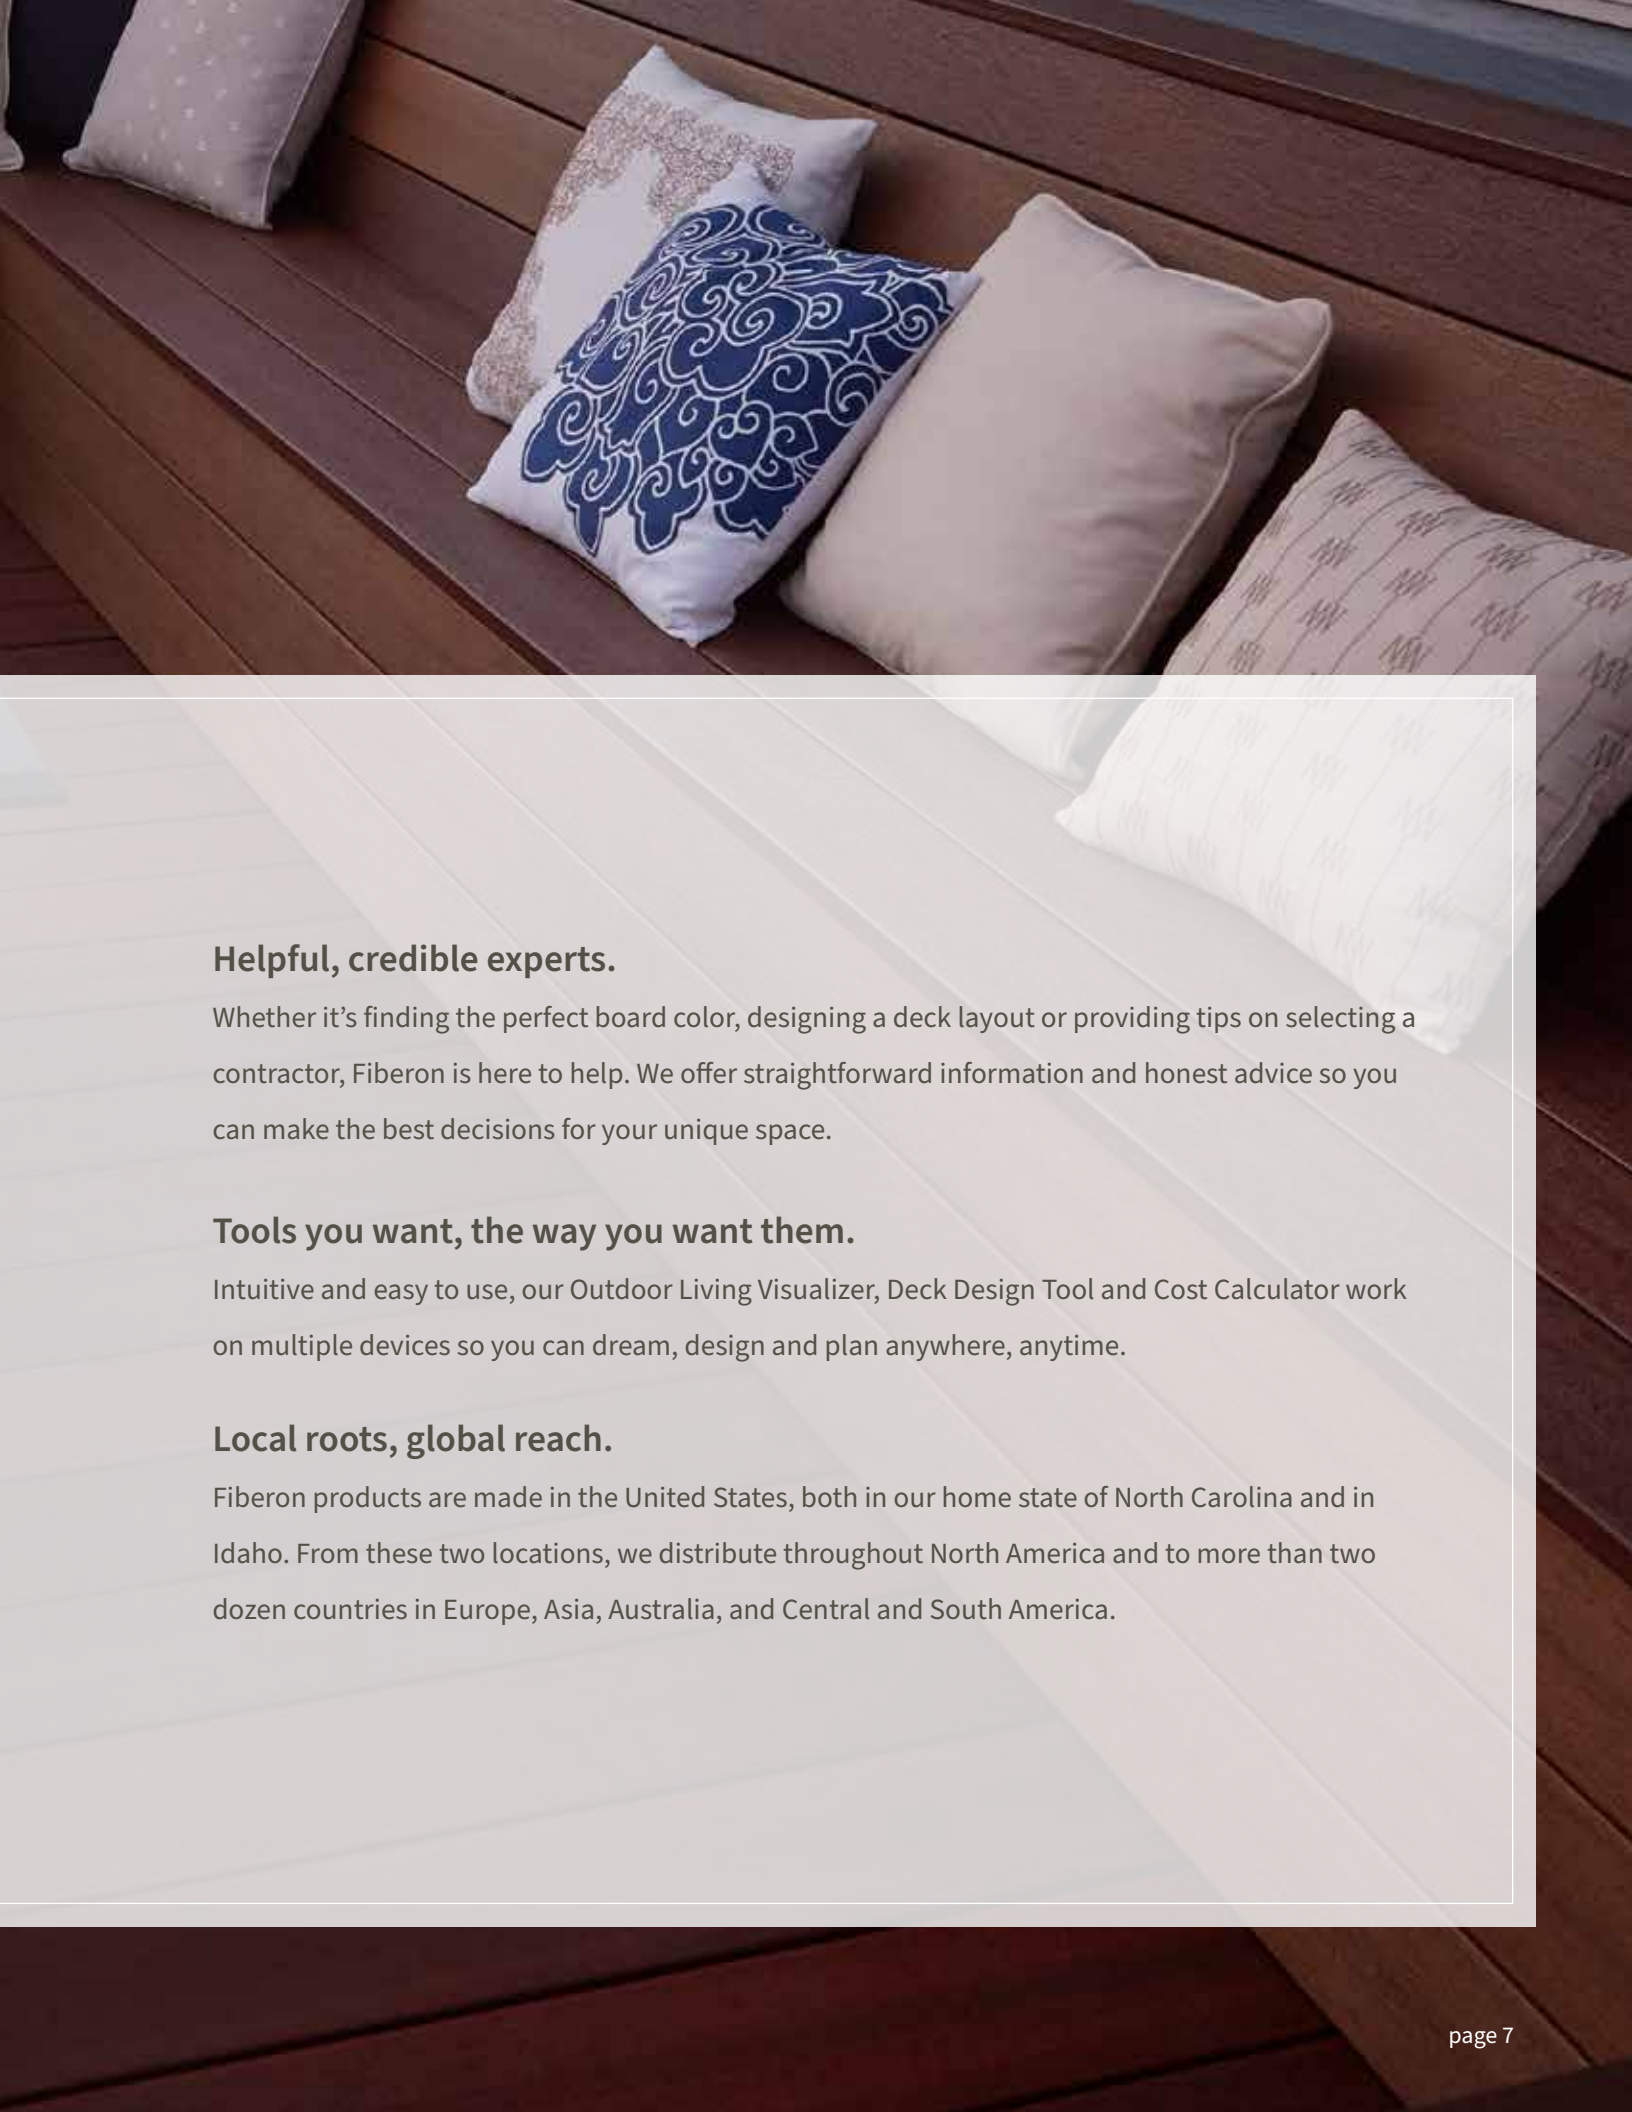 Helpful, credible experts.
Whether it’s finding the perfect board color, designing a deck layout or providing tips on selecting a
contractor, Fiberon is here to help. We offer straightforward information and honest advice so you
can make the best decisions for your unique space.
Tools you want, the way you want them.
Intuitive and easy to use, our Outdoor Living Visualizer, Deck Design Tool and Cost Calculator work
on multiple devices so you can dream, design and plan anywhere, anytime.
Local roots, global reach.
Fiberon products are made in the United States, both in our home state of North Carolina and in
Idaho. From these two locations, we distribute throughout North America and to more than two
dozen countries in Europe, Asia, Australia, and Central and South America.
page 7